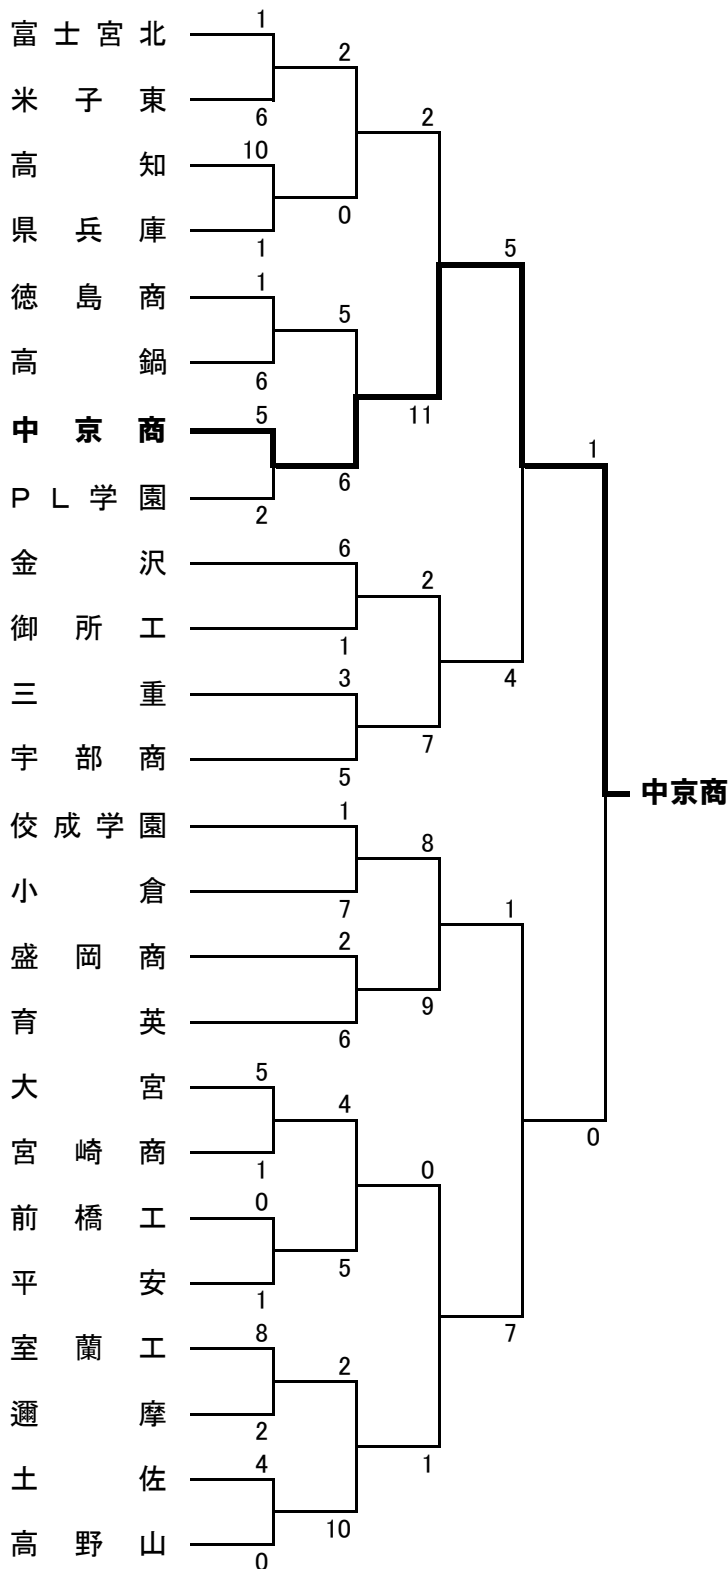 1
富士宮北
2
米子東
6
2
10
高知
0
県兵庫
1
5
1
徳島商
5
高鍋
6
11
5
中京商
6
1
PL学園
2
6
金沢
2
御所工
1
4
3
三重
7
宇部商
5
中京商
1
佼成学園
8
小倉
7
1
2
盛岡商
9
育英
6
5
大宮
4
0
宮崎商
1
0
0
前橋工
5
平安
1
7
8
室蘭工
2
邇摩
2
1
4
土佐
10
高野山
0